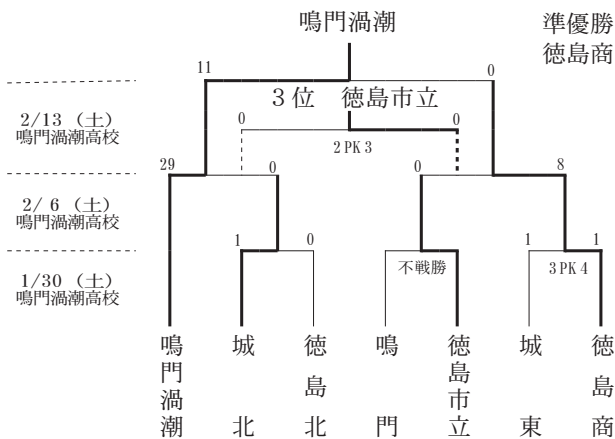 鳴門渦潮
準優勝
徳島商
11
0
3位 徳島市立
2/13（土）
鳴門渦潮高校
0
0
2 PK 3
29
0
0
8
2/ 6（土）
鳴門渦潮高校
1
0
1
1
不戦勝
3 PK 4
1/30（土）
鳴門渦潮高校
鳴門渦潮
城北
徳島北
鳴門
徳島市立
城東
徳島商